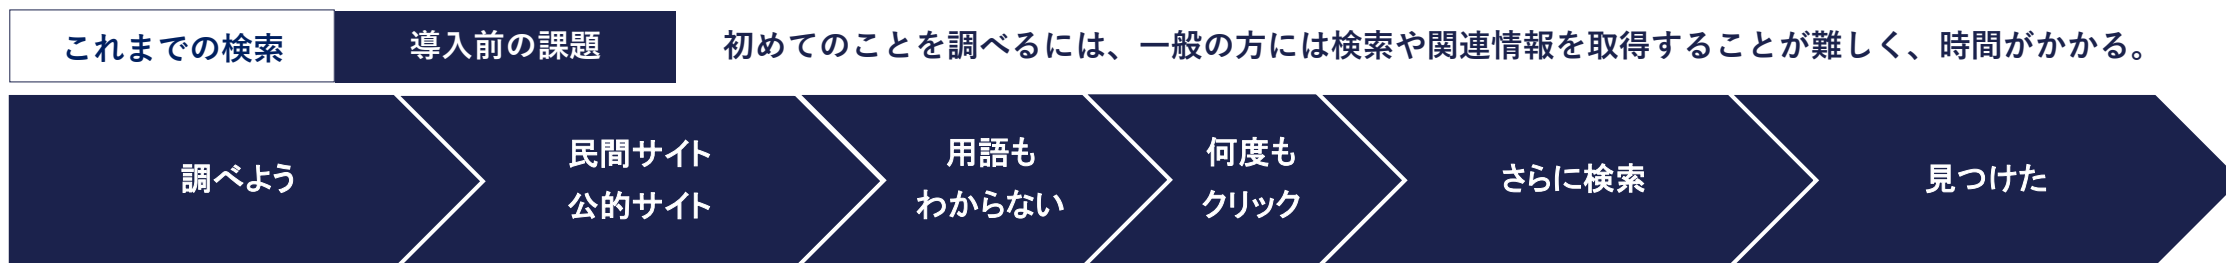 これまでの検索
導入前の課題
初めてのことを調べるには、一般の方には検索や関連情報を取得することが難しく、時間がかかる。
調べよう
民間サイト
公的サイト
用語も
わからない
何度も
クリック
さらに検索
見つけた